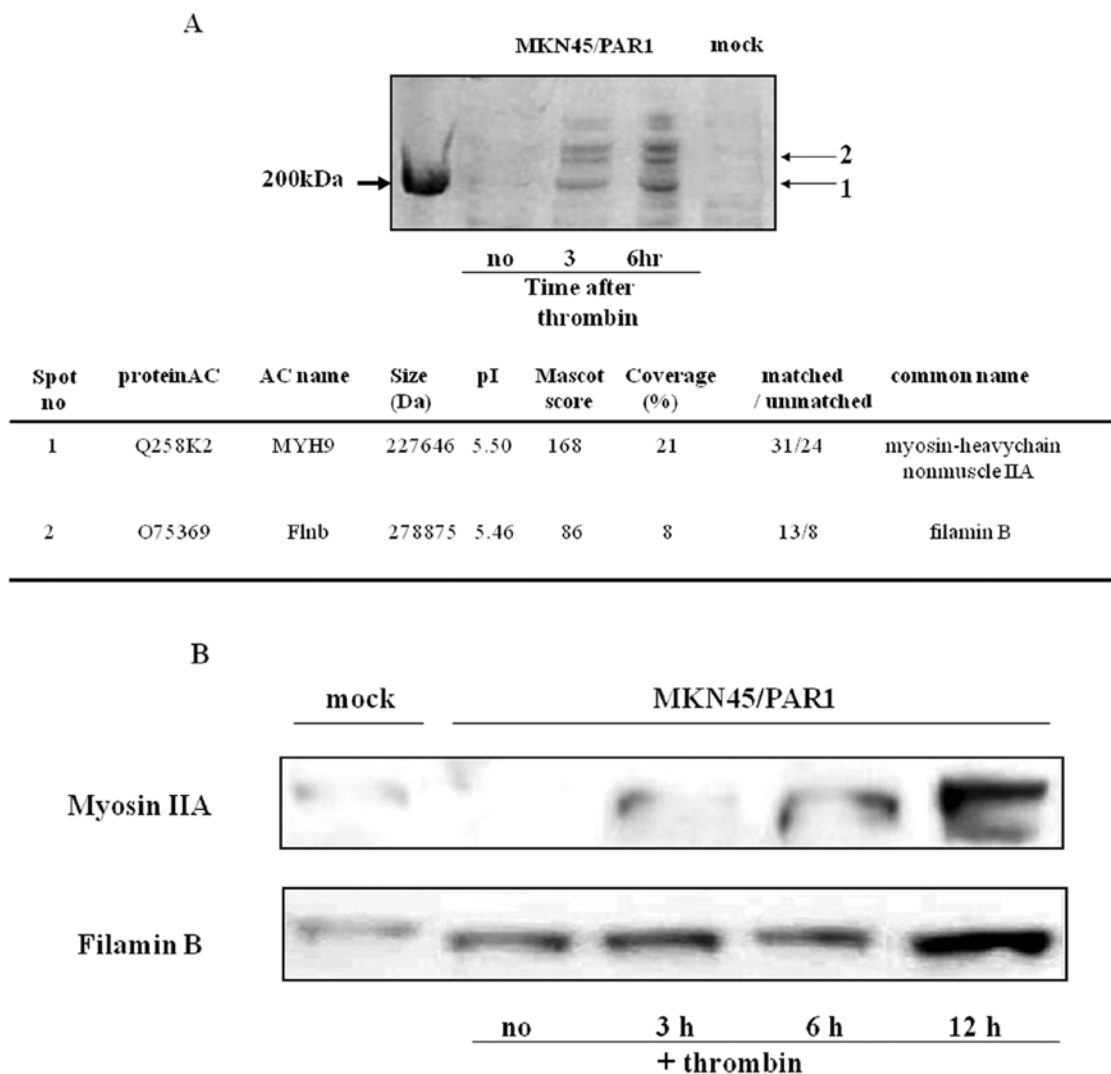 A
MKN45/PAR1 mock
200kDa
2
1
no 3 6hr
Time after
thrombin
Spot no proteinAC AC name Size (Da) pI Mascot score Coverage (%) matched / unmatched common name
1 Q258K2 MYH9 227646 5.50 168 21 31/24 myosin-heavychain nonmuscle IIA
2 O75369 Flnb 278875 5.46 86 8 13/8 filamin B
B
mock MKN45/PAR1
Myosin IIA
Filamin B
no 3 h 6 h 12 h
+ thrombin